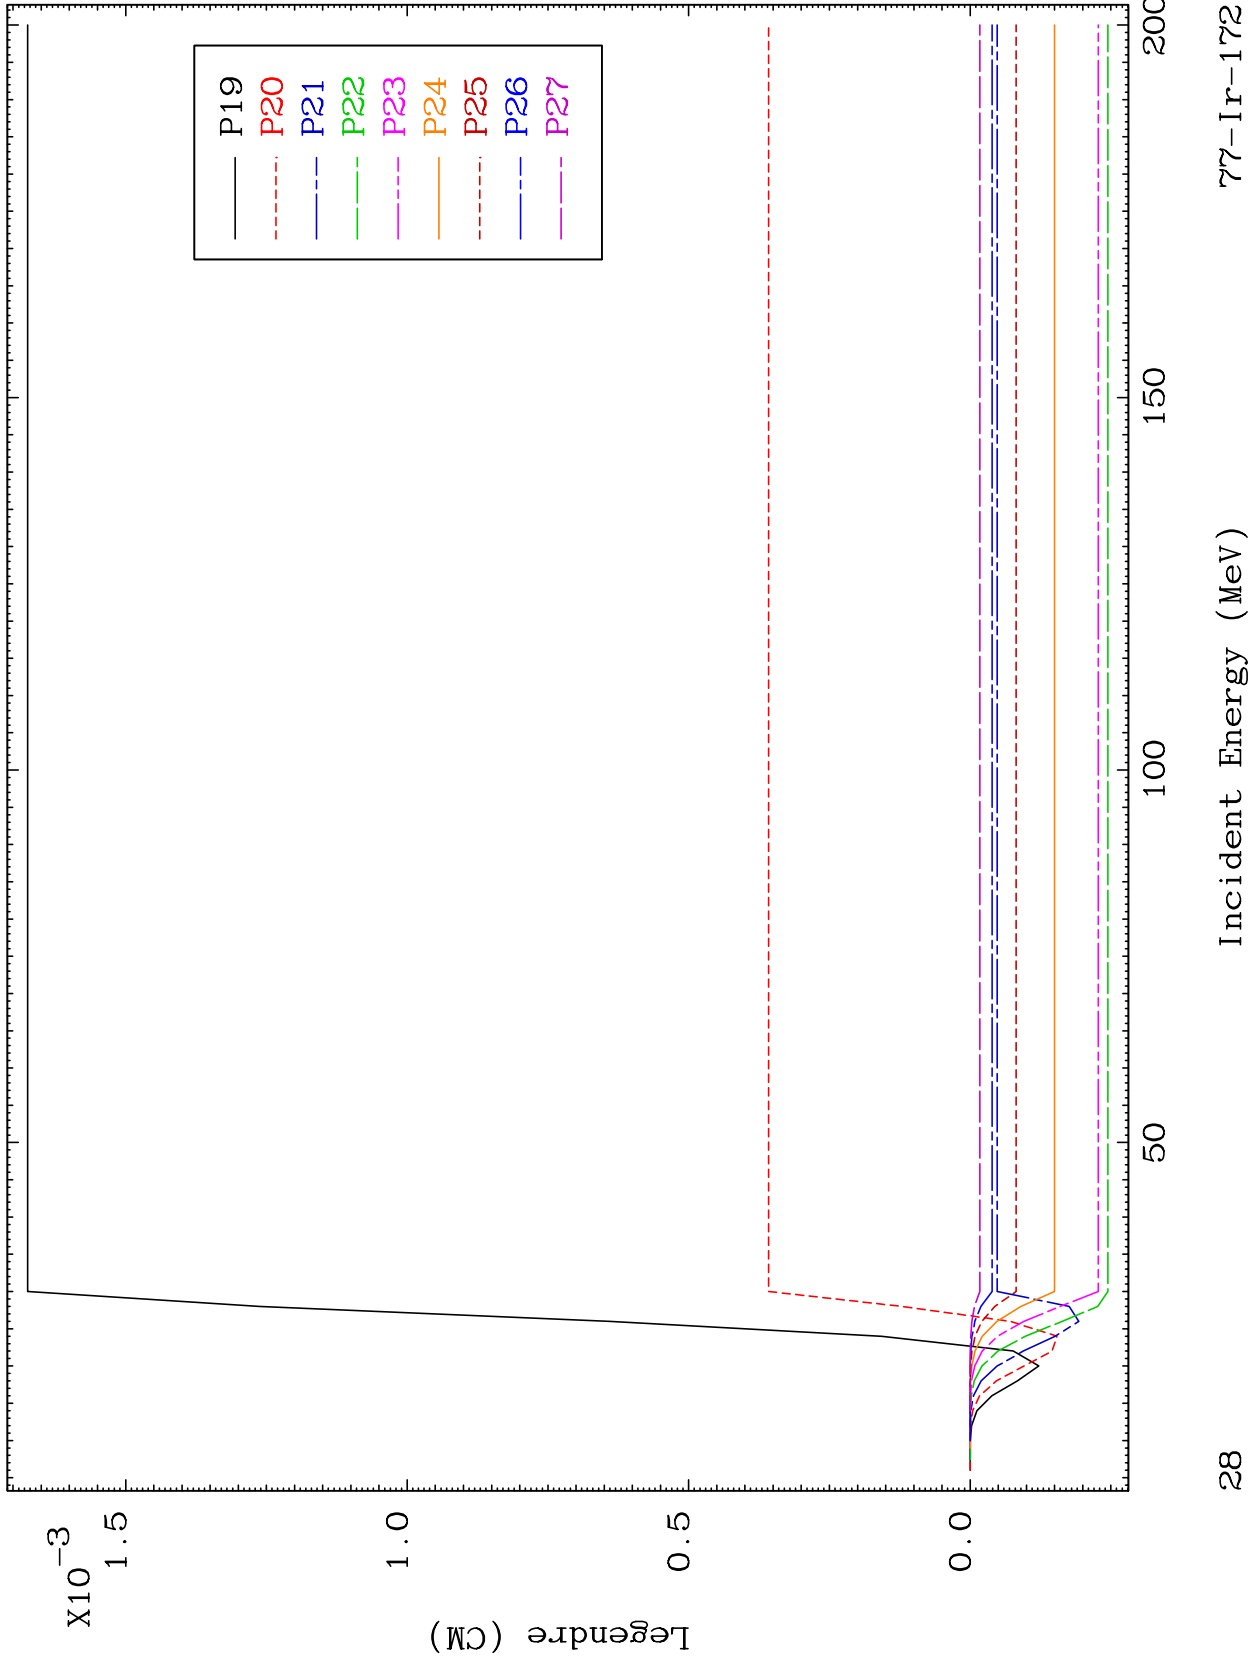 X10-3
1.5
1.0
0.5
0.0
Legendre (CM)
P19
P20
P21
P22
P23
P24
P25
P26
P27
50
100
150
200
Incident Energy (MeV)
28
77-Ir-172